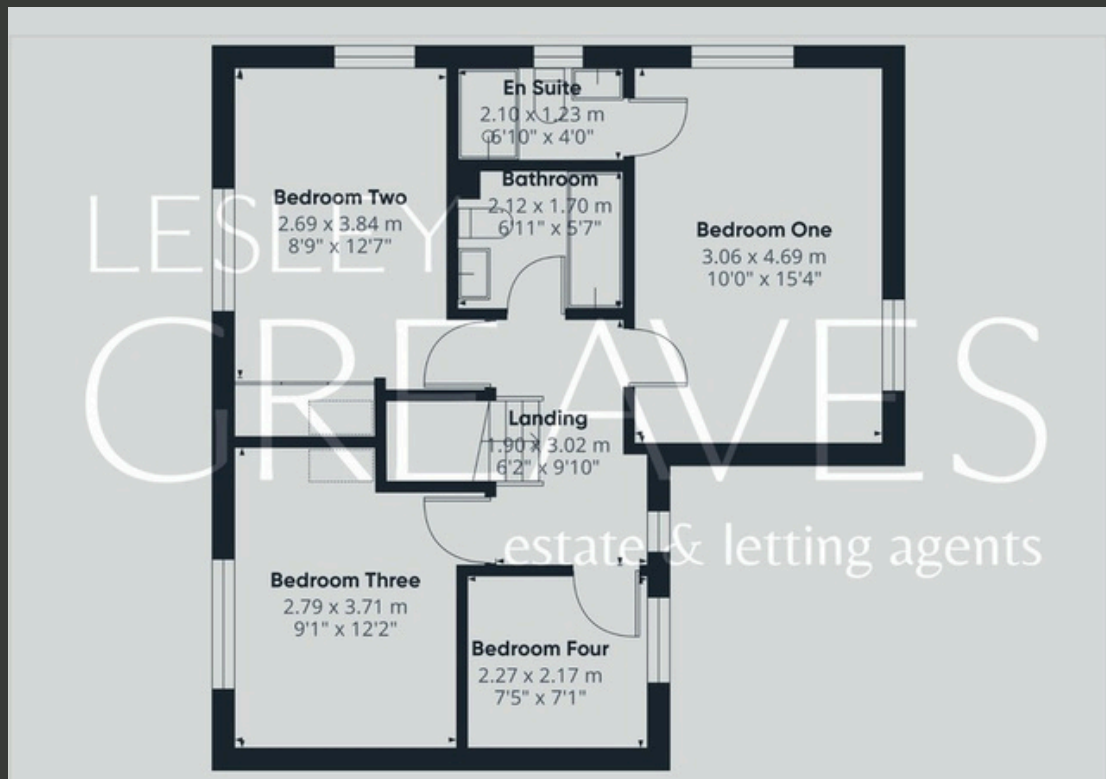 En Suite
2.10 x 1.23 m
6'10" x 4'0"
Bathroom
2.12 x 1.70 m
6'11" x 5'7"
Bedroom Two
2.69 x 3.84 m
8'9" x 12'7"
Bedroom One
3.06 x 4.69 m
10'0" x 15'4"
LESLEY
GREAVES
estate & letting agents
Landing
1.90 x 3.02 m
6'2" x 9'10"
Bedroom Three
2.79 x 3.71 m
9'1" x 12'2"
Bedroom Four
2.27 x 2.17 m
7'5" x 7'1"